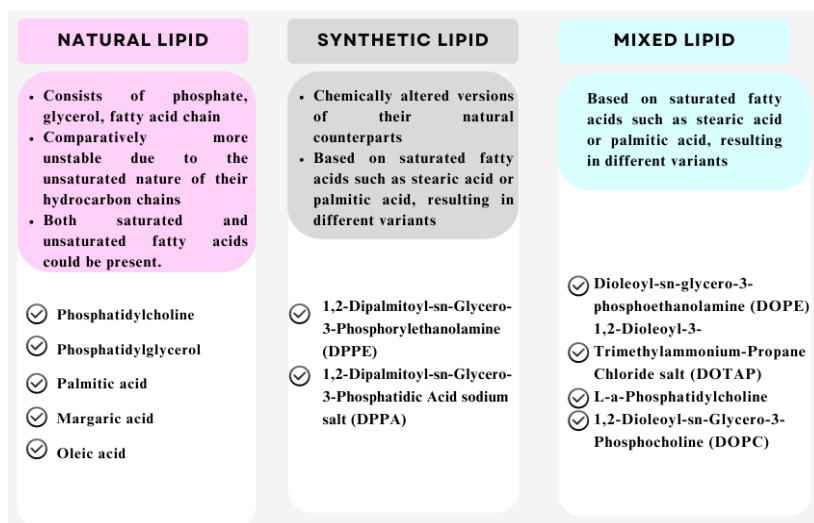 NATURAL LIPID
• Consists of phosphate,
glycerol, fatty acid chain
• Comparatively more
unstable due to the
unsaturated nature of their
hydrocarbon chains
• Both saturated and
unsaturated fatty acids
could be present.
Phosphatidylcholine
Phosphatidylglycerol
Palmitic acid
Margaric acid
Oleic acid
SYNTHETIC LIPID
• Chemically altered versions
of their natural
counterparts
• Based on saturated fatty
acids such as stearic acid or
palmitic acid, resulting in
different variants
1,2-Dipalmitoyl-sn-Glycero-
3-Phosphorylethanolamine
(DPPE)
1,2-Dipalmitoyl-sn-Glycero-
3-Phosphatidic Acid sodium
salt (DPPA)
MIXED LIPID
Based on saturated fatty
acids such as stearic acid
or palmitic acid, resulting
in different variants
Dioleoyl-sn-glycero-3-
phosphoethanolamine (DOPE)
1,2-Dioleoyl-3-
Trimethylammonium-Propane
Chloride salt (DOTAP)
L-a-Phosphatidylcholine
1,2-Dioleoyl-sn-Glycero-3-
Phosphocholine (DOPC)